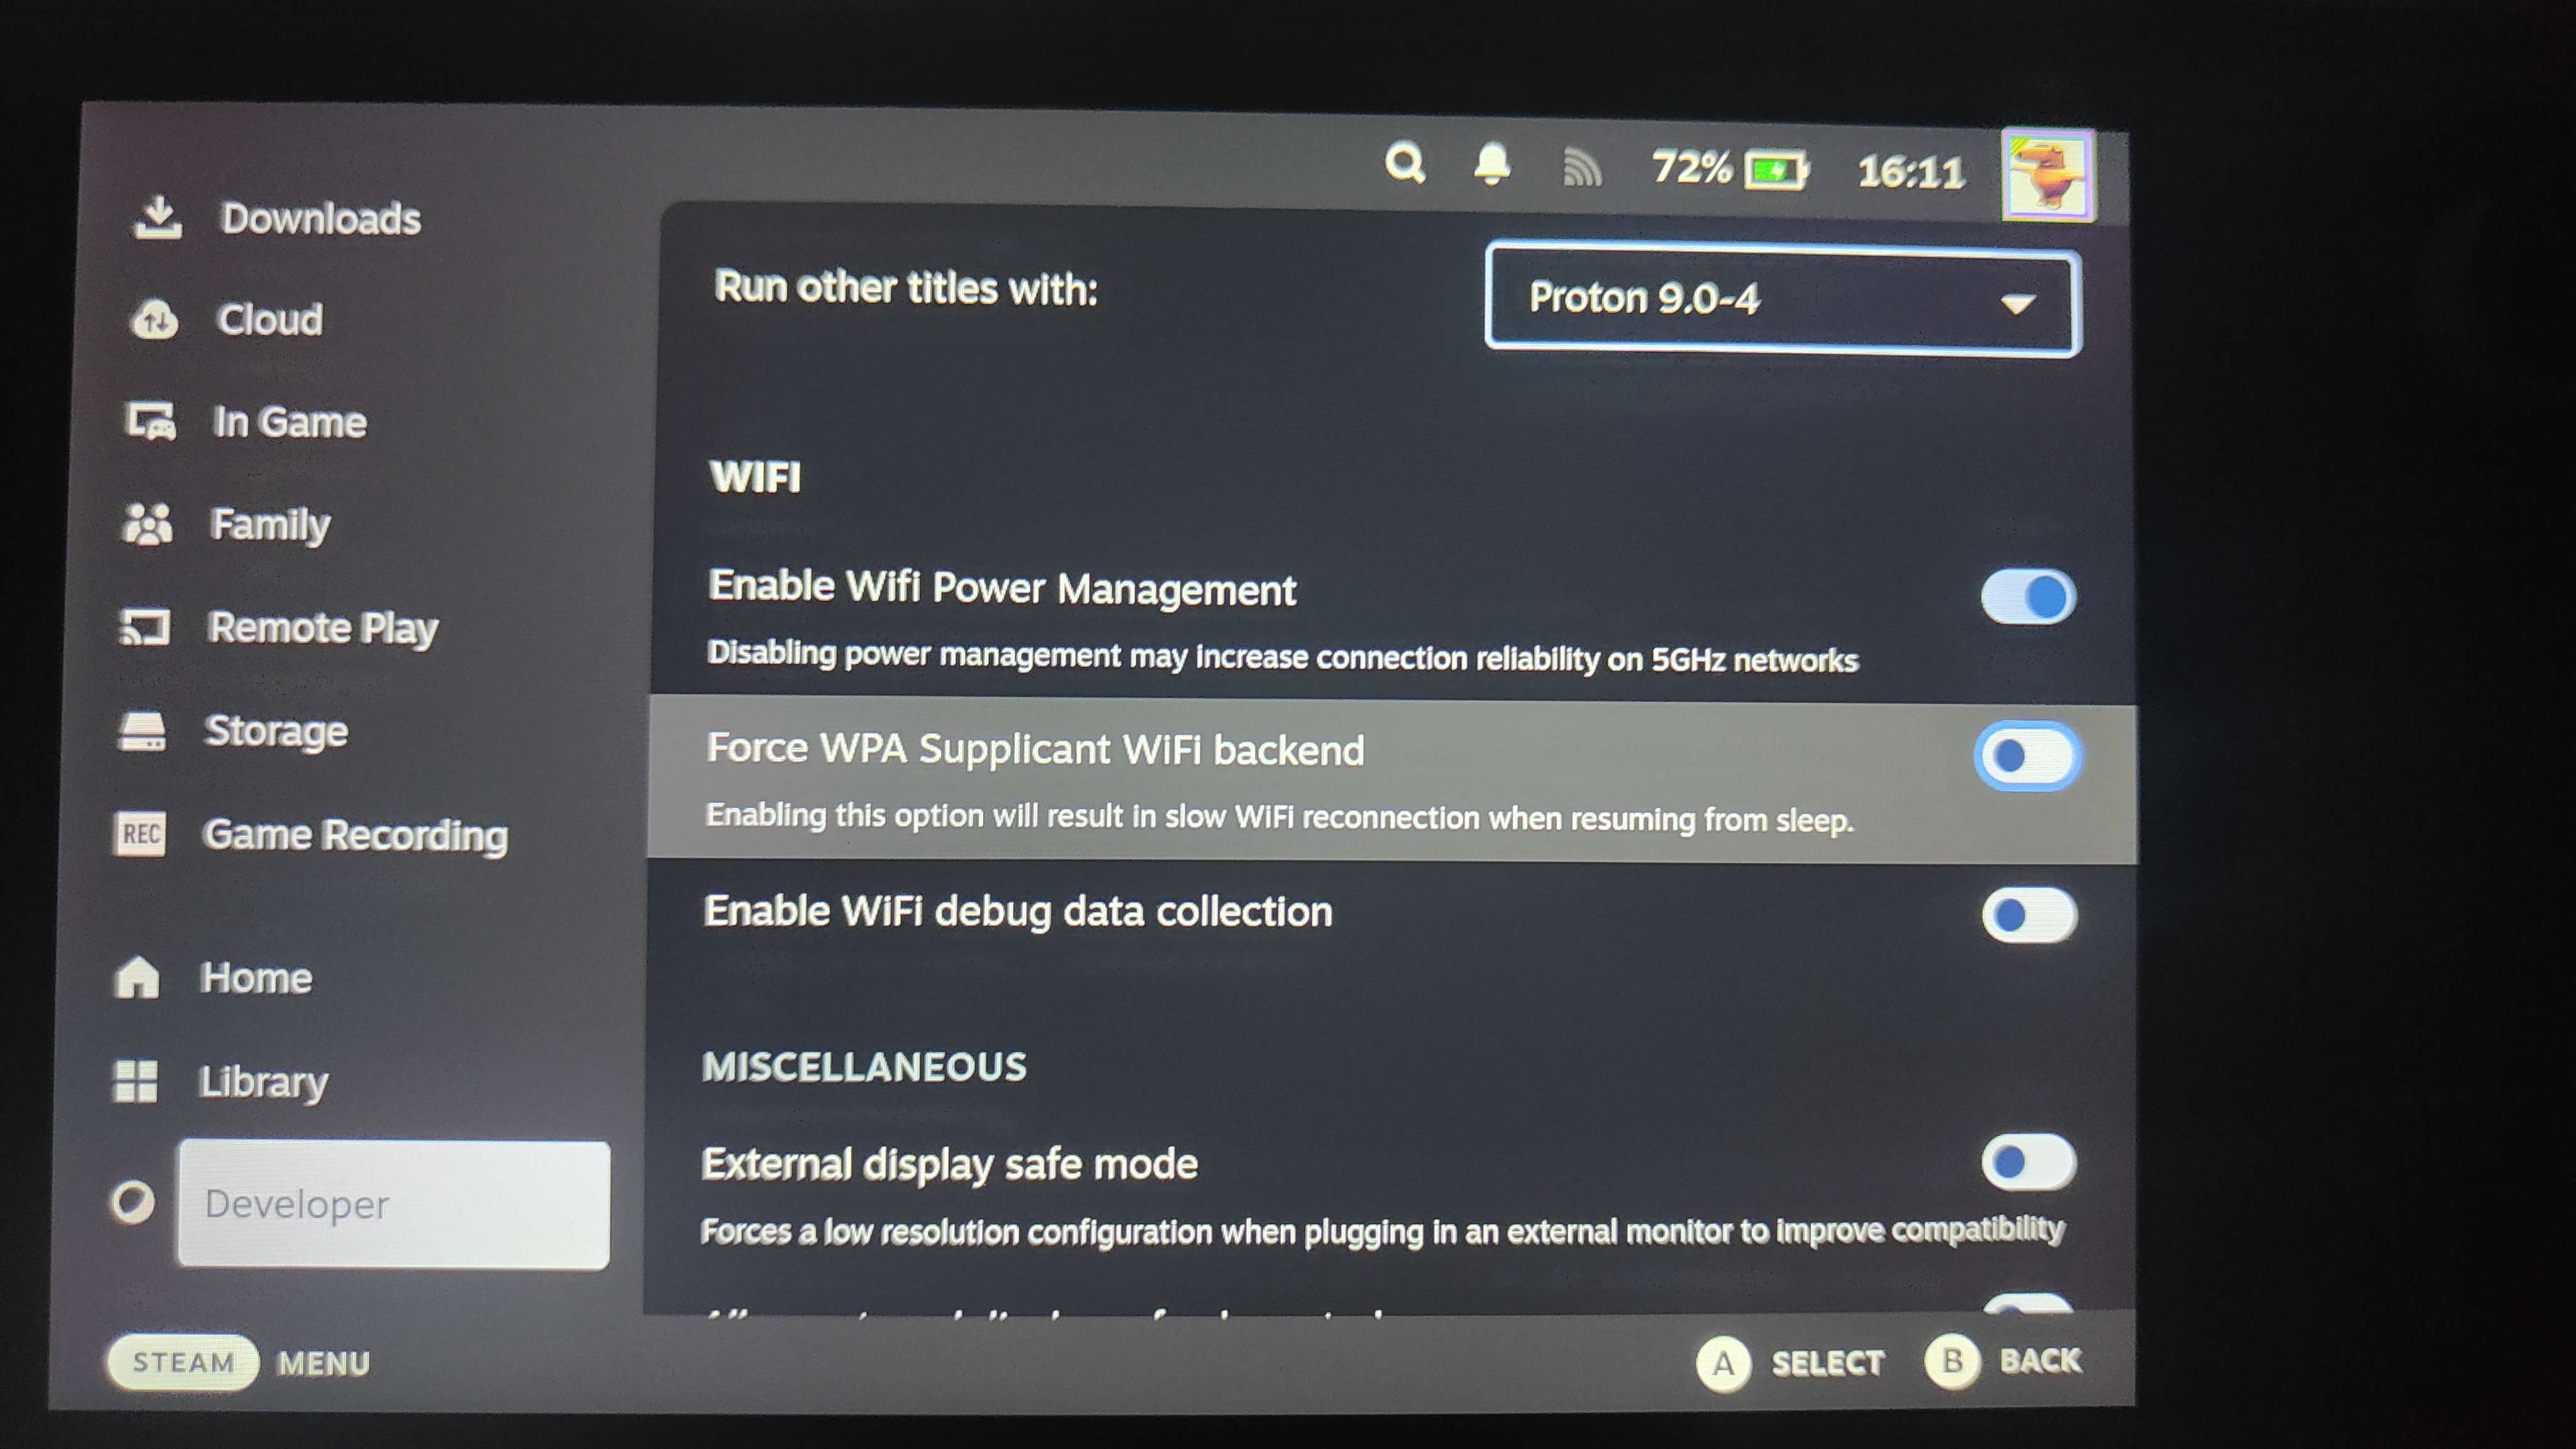 72%
16:11
Downloads
Cloud
In Game
Family
Remote Play
Storage
REC
Game Recording
Home
Library
Developer
Run other titles with:
Proton 9.0-4
WIFI
Enable Wifi Power Management
Disabling power management may increase connection reliability on 5GHz networks
Force WPA Supplicant WiFi backend
Enabling this option will result in slow WiFi reconnection when resuming from sleep.
Enable WiFi debug data collection
MISCELLANEOUS
External display safe mode
Forces a low resolution configuration when plugging in an external monitor to improve compatibility
STEAM MENU
A SELECT B BACK